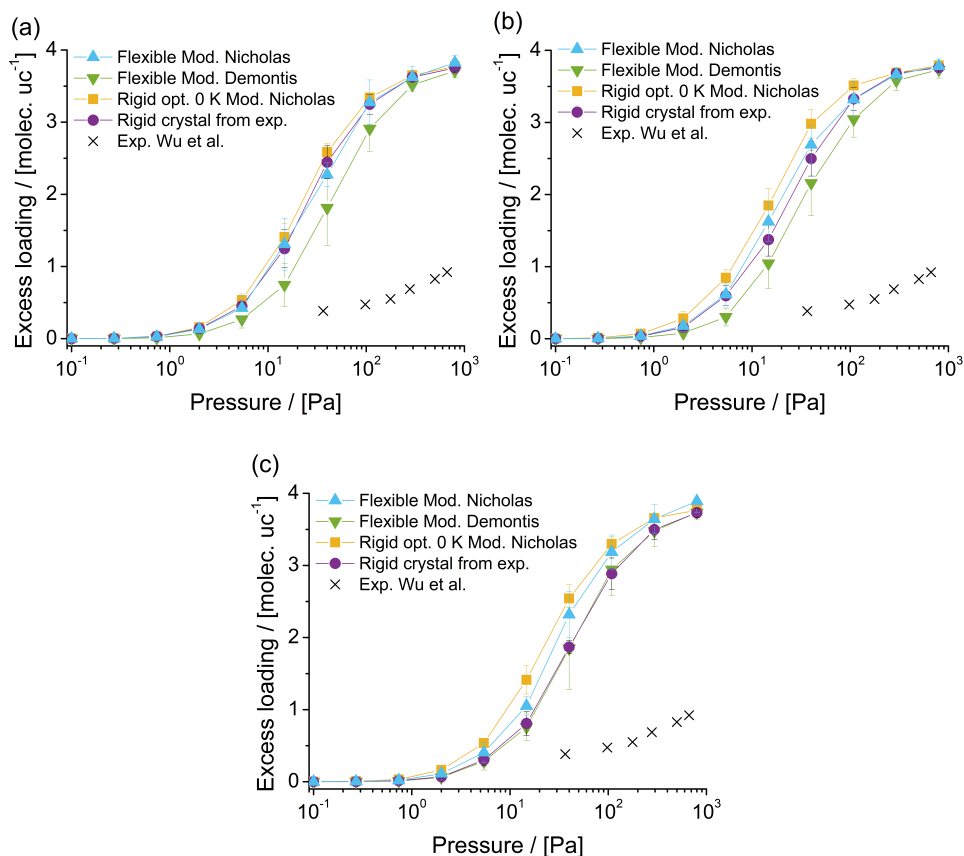 (a)
Flexible Mod. Nicholas
Flexible Mod. Demontis
Rigid opt. 0 K Mod. Nicholas
Rigid crystal from exp.
Exp. Wu et al.
Excess loading / [molec. uc⁻¹]
4
3
2
1
0
10⁻¹ 10⁰ 10¹ 10² 10³
Pressure / [Pa]
(b)
Flexible Mod. Nicholas
Flexible Mod. Demontis
Rigid opt. 0 K Mod. Nicholas
Rigid crystal from exp.
Exp. Wu et al.
Excess loading / [molec. uc⁻¹]
4
3
2
1
0
10⁻¹ 10⁰ 10¹ 10² 10³
Pressure / [Pa]
(c)
Flexible Mod. Nicholas
Flexible Mod. Demontis
Rigid opt. 0 K Mod. Nicholas
Rigid crystal from exp.
Exp. Wu et al.
Excess loading / [molec. uc⁻¹]
4
3
2
1
0
10⁻¹ 10⁰ 10¹ 10² 10³
Pressure / [Pa]